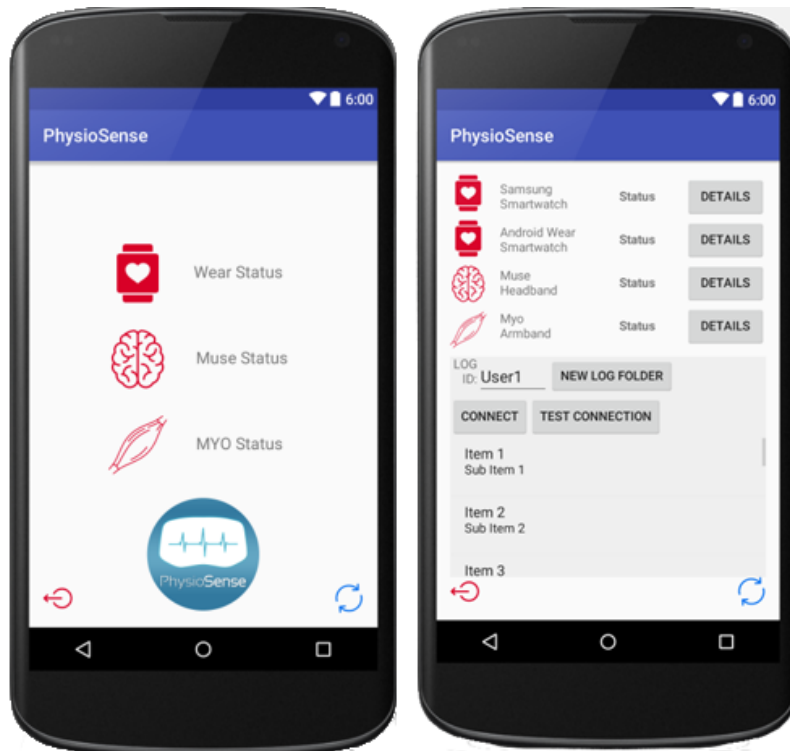 6:00
PhysioSense
Wear Status
Muse Status
MYO Status
PhysioSense
6:00
PhysioSense
Samsung
Smartwatch
Status
DETAILS
Android Wear
Smartwatch
Status
DETAILS
Muse
Headband
Status
DETAILS
Myo
Armband
Status
DETAILS
LOG
ID: User1
NEW LOG FOLDER
CONNECT
TEST CONNECTION
Item 1
Sub Item 1
Item 2
Sub Item 2
Item 3